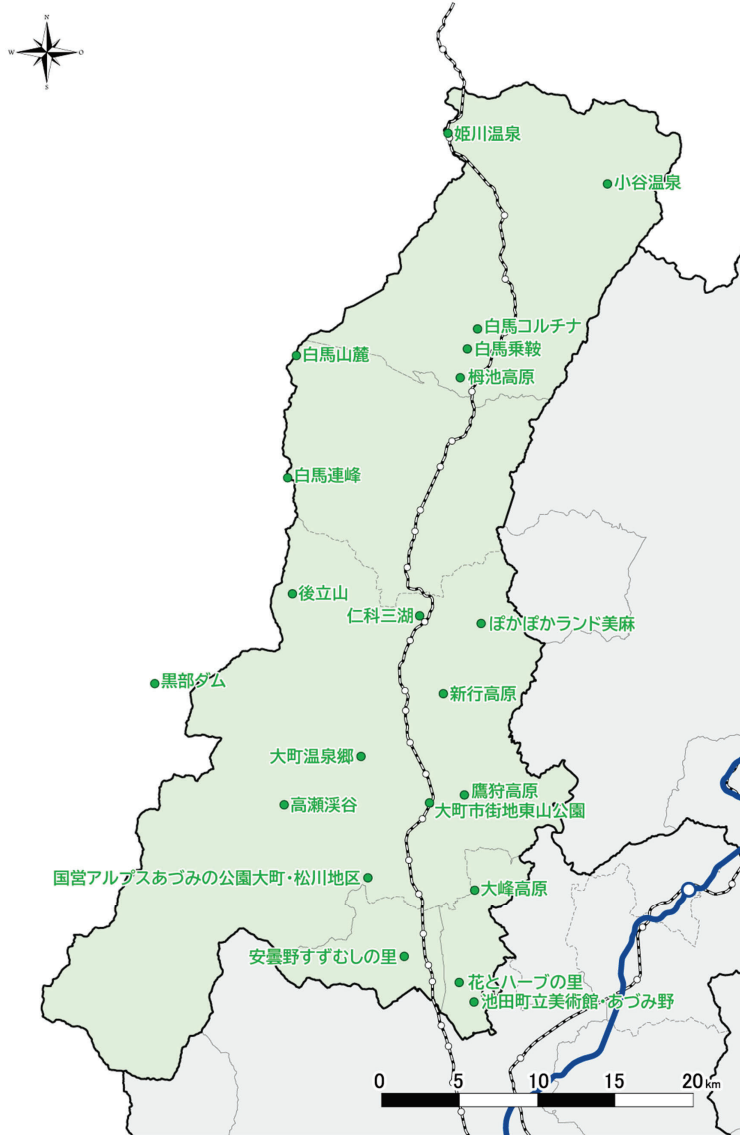 N
W
O
S
姫川温泉
小谷温泉
白馬コルチナ
白馬乗鞍
白馬山麓
栂池高原
白馬連峰
後立山
仁科三湖
ぽかぽかランド美麻
黒部ダム
新行高原
大町温泉郷
鷹狩高原
高瀬渓谷
大町市街地東山公園
国営アルプスあづみの公園大町・松川地区
大峰高原
安曇野すずむしの里
花とハーブの里
池田町立美術館・あづみ野
0 5 10 15 20 km